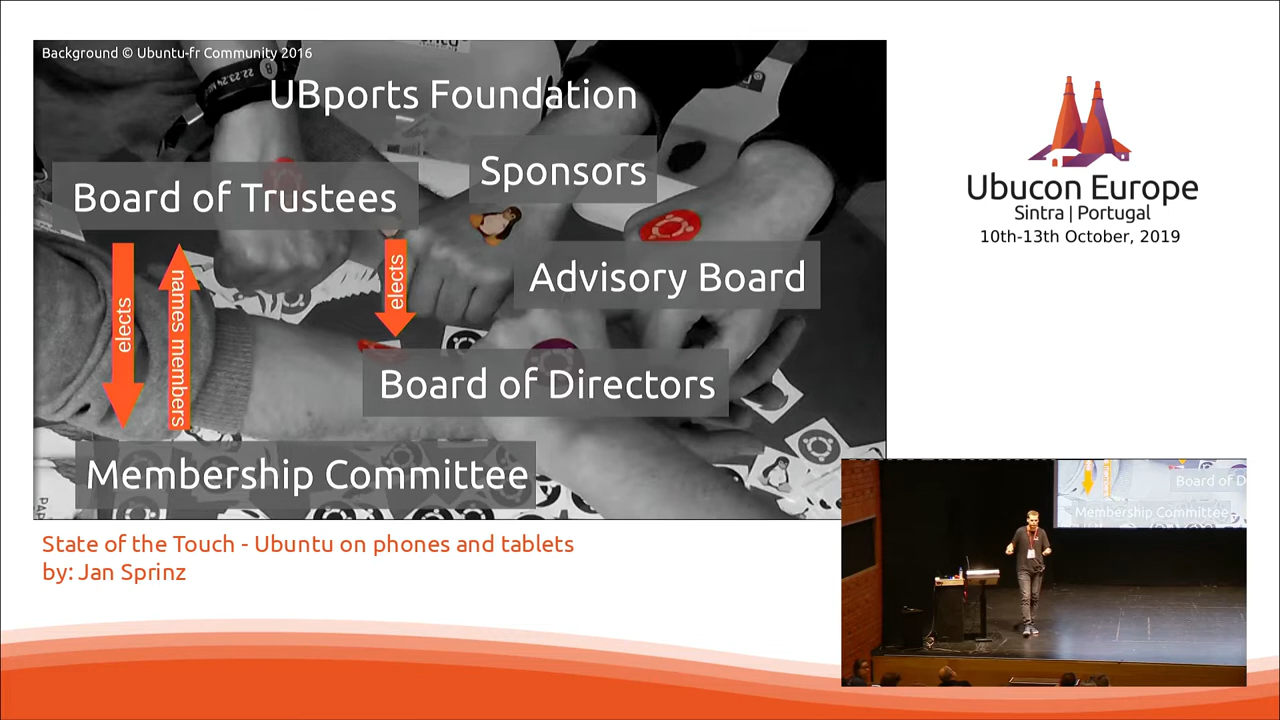 Background © Ubuntu-fr Community 2016
UBports Foundation
Sponsors
Board of Trustees
Advisory Board
elects
names members
elects
Board of Directors
Membership Committee
State of the Touch - Ubuntu on phones and tablets
by: Jan Sprinz
Ubucon Europe
Sintra | Portugal
10th-13th October, 2019
Board of D
Membership Committee